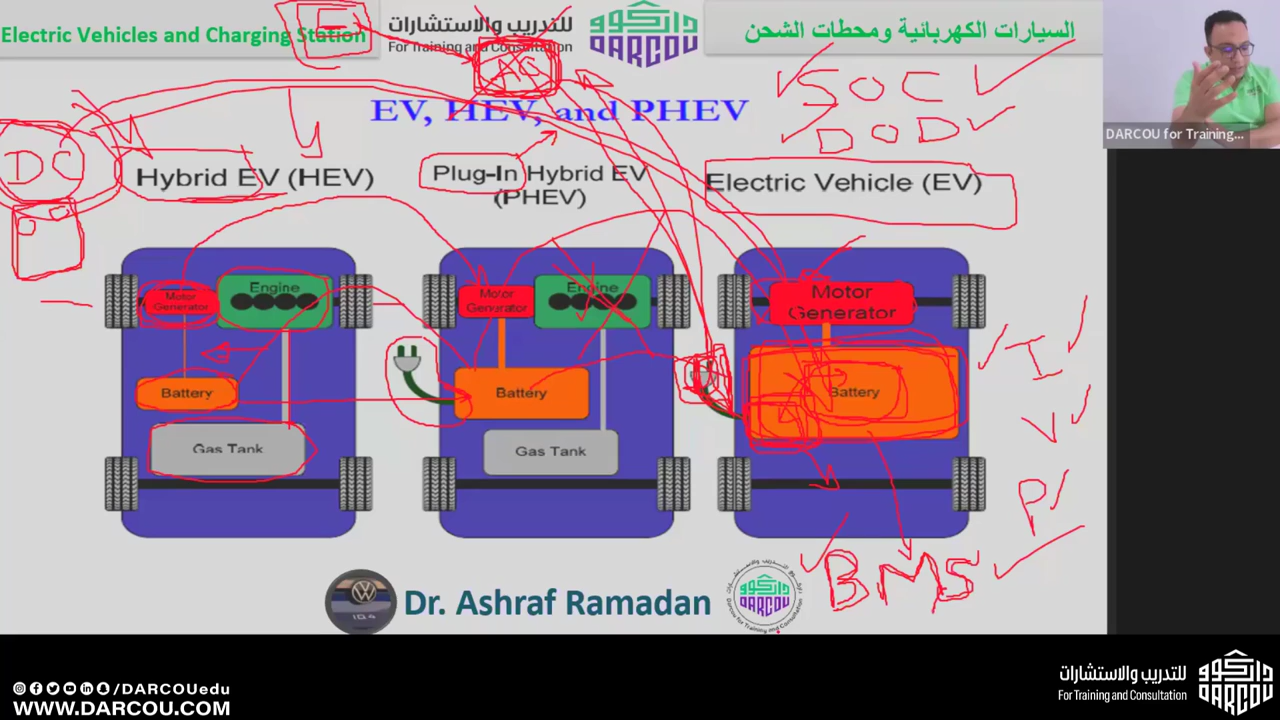 Electric Vehicles and Charging Station
للتدريب والاستشارات
For Training and Consultation
داركور
DARCOU
السيارات الكهربائية ومحطات الشحن
DARCOU for Training...
AC
SOC
DOD
DC
EV, HEV, and PHEV
Hybrid EV (HEV)
Plug-In Hybrid EV
(PHEV)
Electric Vehicle (EV)
Motor
Generator
Engine
Battery
Gas Tank
Motor
Generator
Engine
Battery
Gas Tank
Motor
Generator
Battery
I
V
P
BMS
Dr. Ashraf Ramadan
DARCOU
/DARCOUedu
WWW.DARCOU.COM
للتدريب والاستشارات
For Training and Consultation
DARCOU